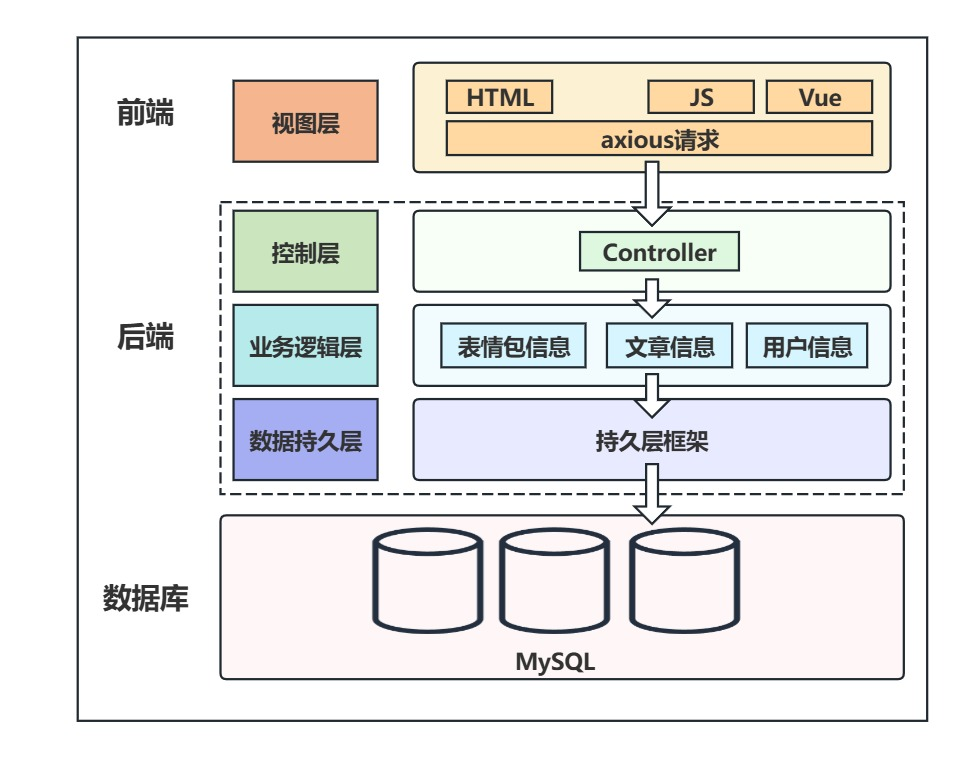 前端
视图层
HTML
JS
Vue
axious请求
后端
控制层
Controller
业务逻辑层
表情包信息
文章信息
用户信息
数据持久层
持久层框架
数据库
MySQL